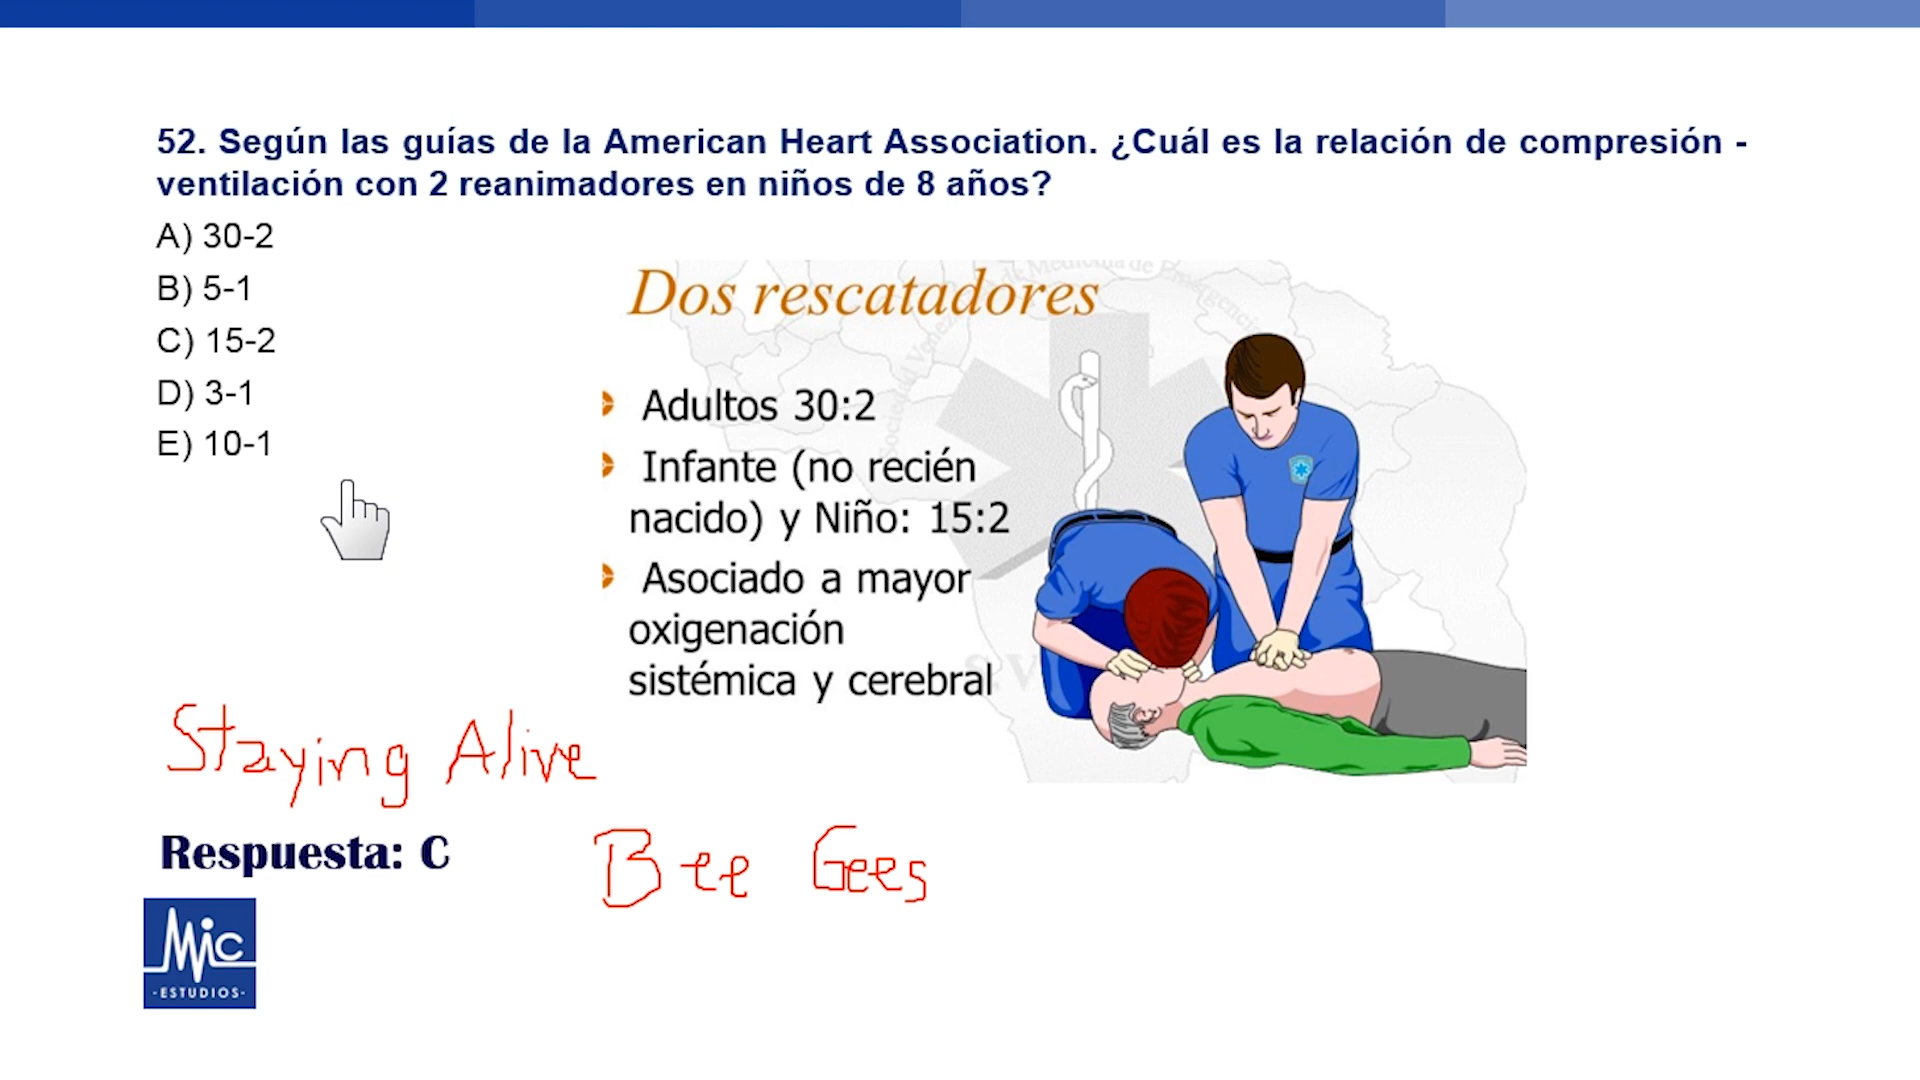 52. Según las guías de la American Heart Association. ¿Cuál es la relación de compresión -
ventilación con 2 reanimadores en niños de 8 años?
A) 30-2
B) 5-1
C) 15-2
D) 3-1
E) 10-1
Dos rescatadores
Adultos 30:2
Infante (no recién
nacido) y Niño: 15:2
Asociado a mayor
oxigenación
sistémica y cerebral
Staying Alive
Respuesta: C
Bee Gees
Mic
-ESTUDIOS-